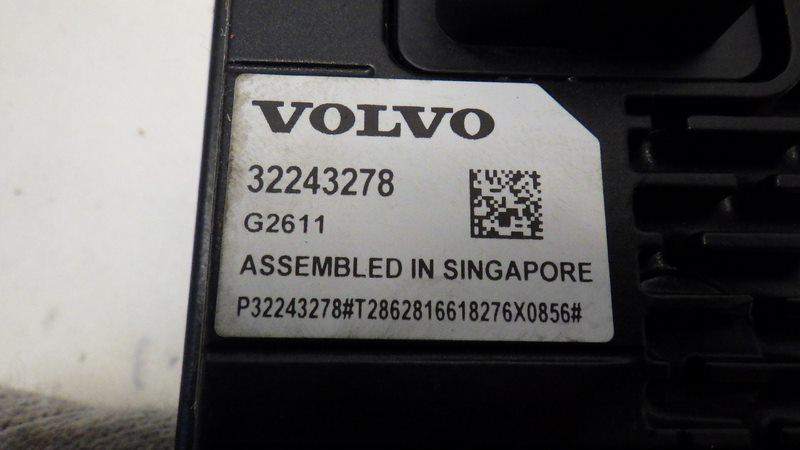 VOLVO
32243278
G2611
ASSEMBLED IN SINGAPORE
P32243278#T2862816618276X0856#